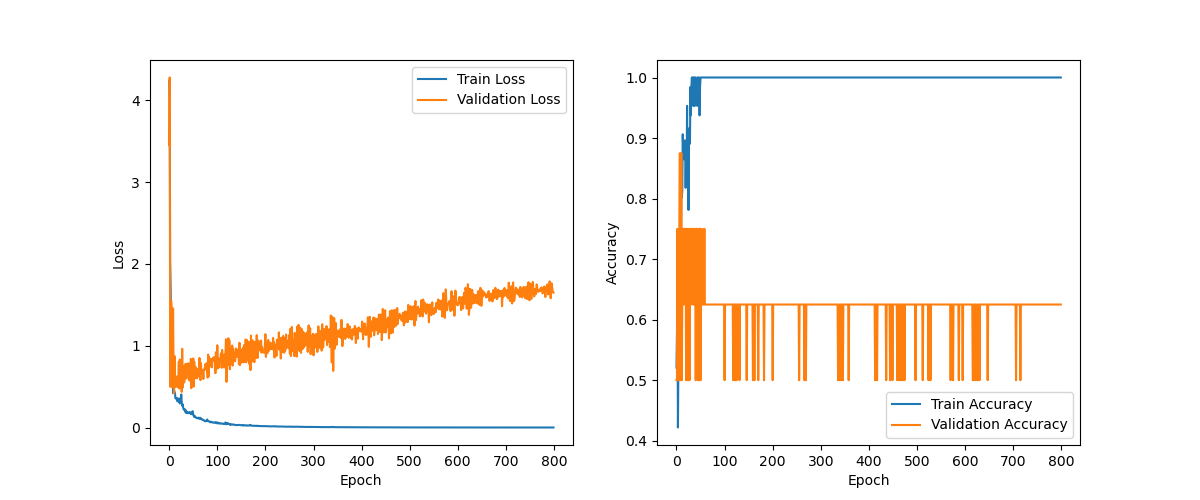 Train Loss
Validation Loss
4
3
2
1
0
Loss
0 100 200 300 400 500 600 700 800
Epoch
1.0
0.9
0.8
0.7
0.6
0.5
0.4
Accuracy
Train Accuracy
Validation Accuracy
0 100 200 300 400 500 600 700 800
Epoch